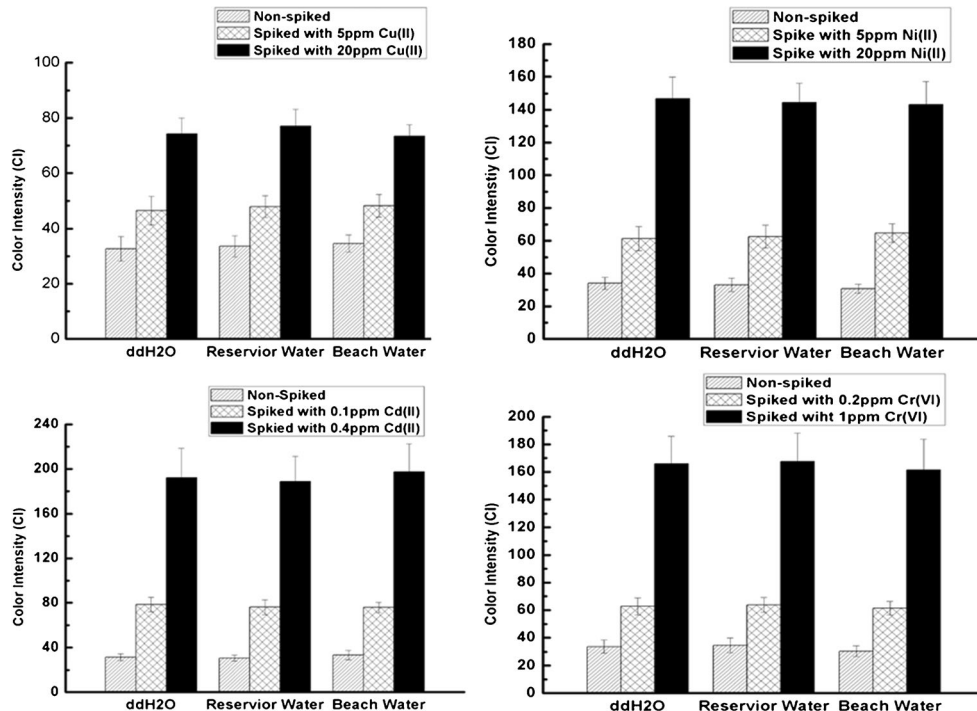 Non-spiked
Spiked with 5ppm Cu(II)
Spiked with 20ppm Cu(II)
100
80
60
40
20
0
Color Intensity (CI)
ddH2O Reservior Water Beach Water
Non-spiked
Spike with 5ppm Ni(II)
Spike with 20ppm Ni(II)
180
160
140
120
100
80
60
40
20
0
Color Intenstiy (CI)
ddH2O Reservoir Water Beach Water
Non-Spiked
Spiked with 0.1ppm Cd(II)
Spkied with 0.4ppm Cd(II)
240
200
160
120
80
40
0
Color Intensity (CI)
ddH2O Reservior Water Beach Water
Non-spiked
Spiked with 0.2ppm Cr(VI)
Spiked wiht 1ppm Cr(VI)
200
180
160
140
120
100
80
60
40
20
0
Color Intensity (CI)
ddH2O Reservoir Water Beach Water